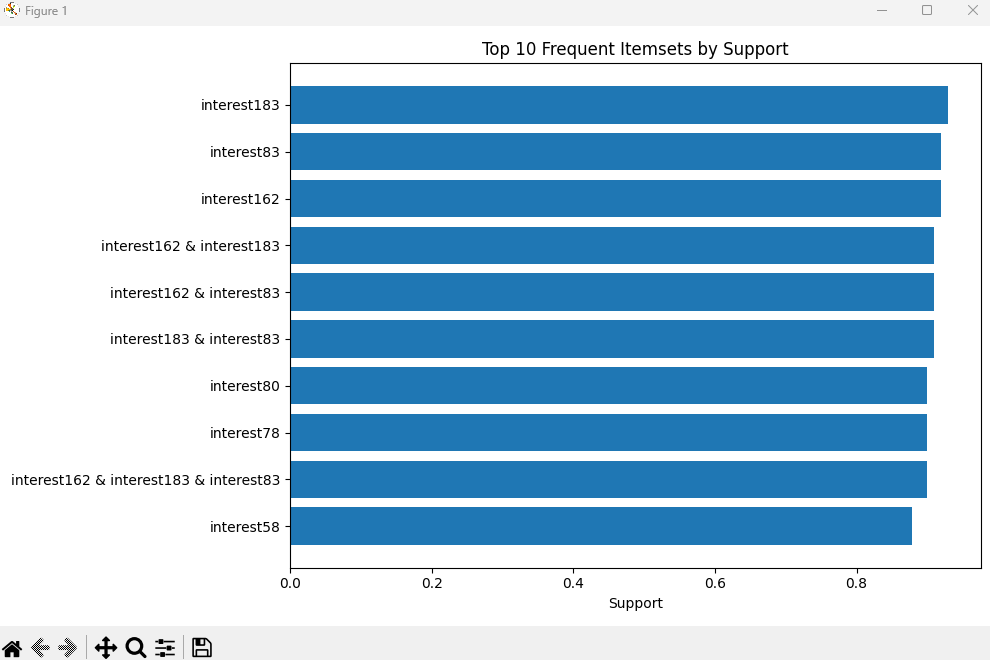 Figure 1
Top 10 Frequent Itemsets by Support
interest183
interest83
interest162
interest162 & interest183
interest162 & interest83
interest183 & interest83
interest80
interest78
interest162 & interest183 & interest83
interest58
0.0 0.2 0.4 0.6 0.8
Support